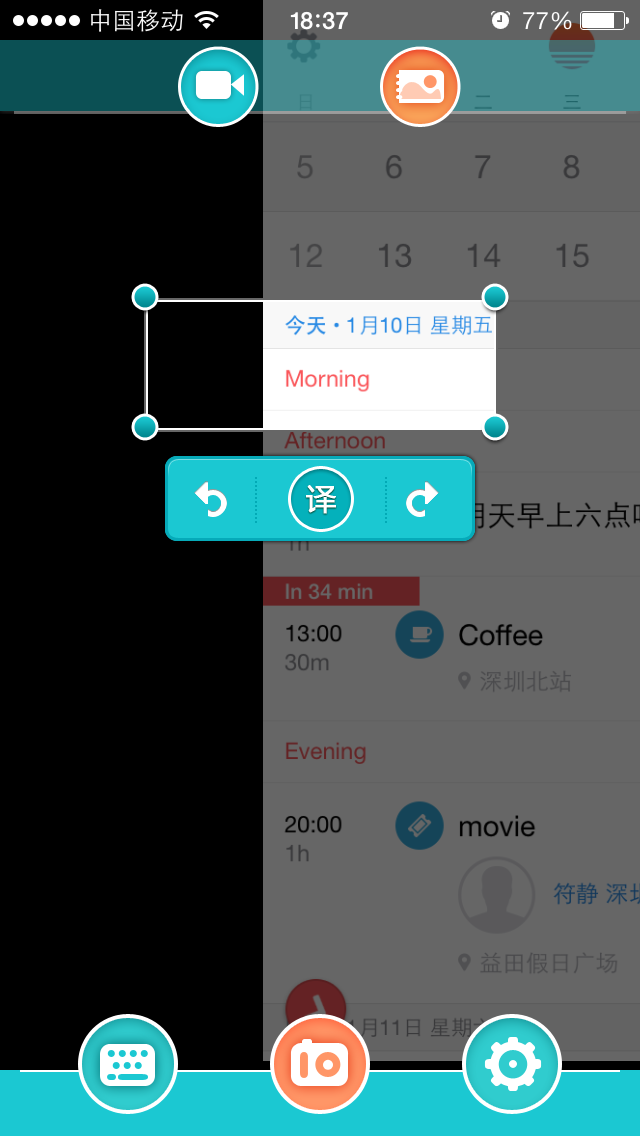 中国移动 18:37 77%
日 二 三
5 6 7 8
12 13 14 15
今天 • 1月10日 星期五
Morning
Afternoon
译
明天早上六点
1h
In 34 min
13:00 Coffee
30m 深圳北站
Evening
20:00 movie
1h
符静 深圳
益田假日广场
1月11日 星期六